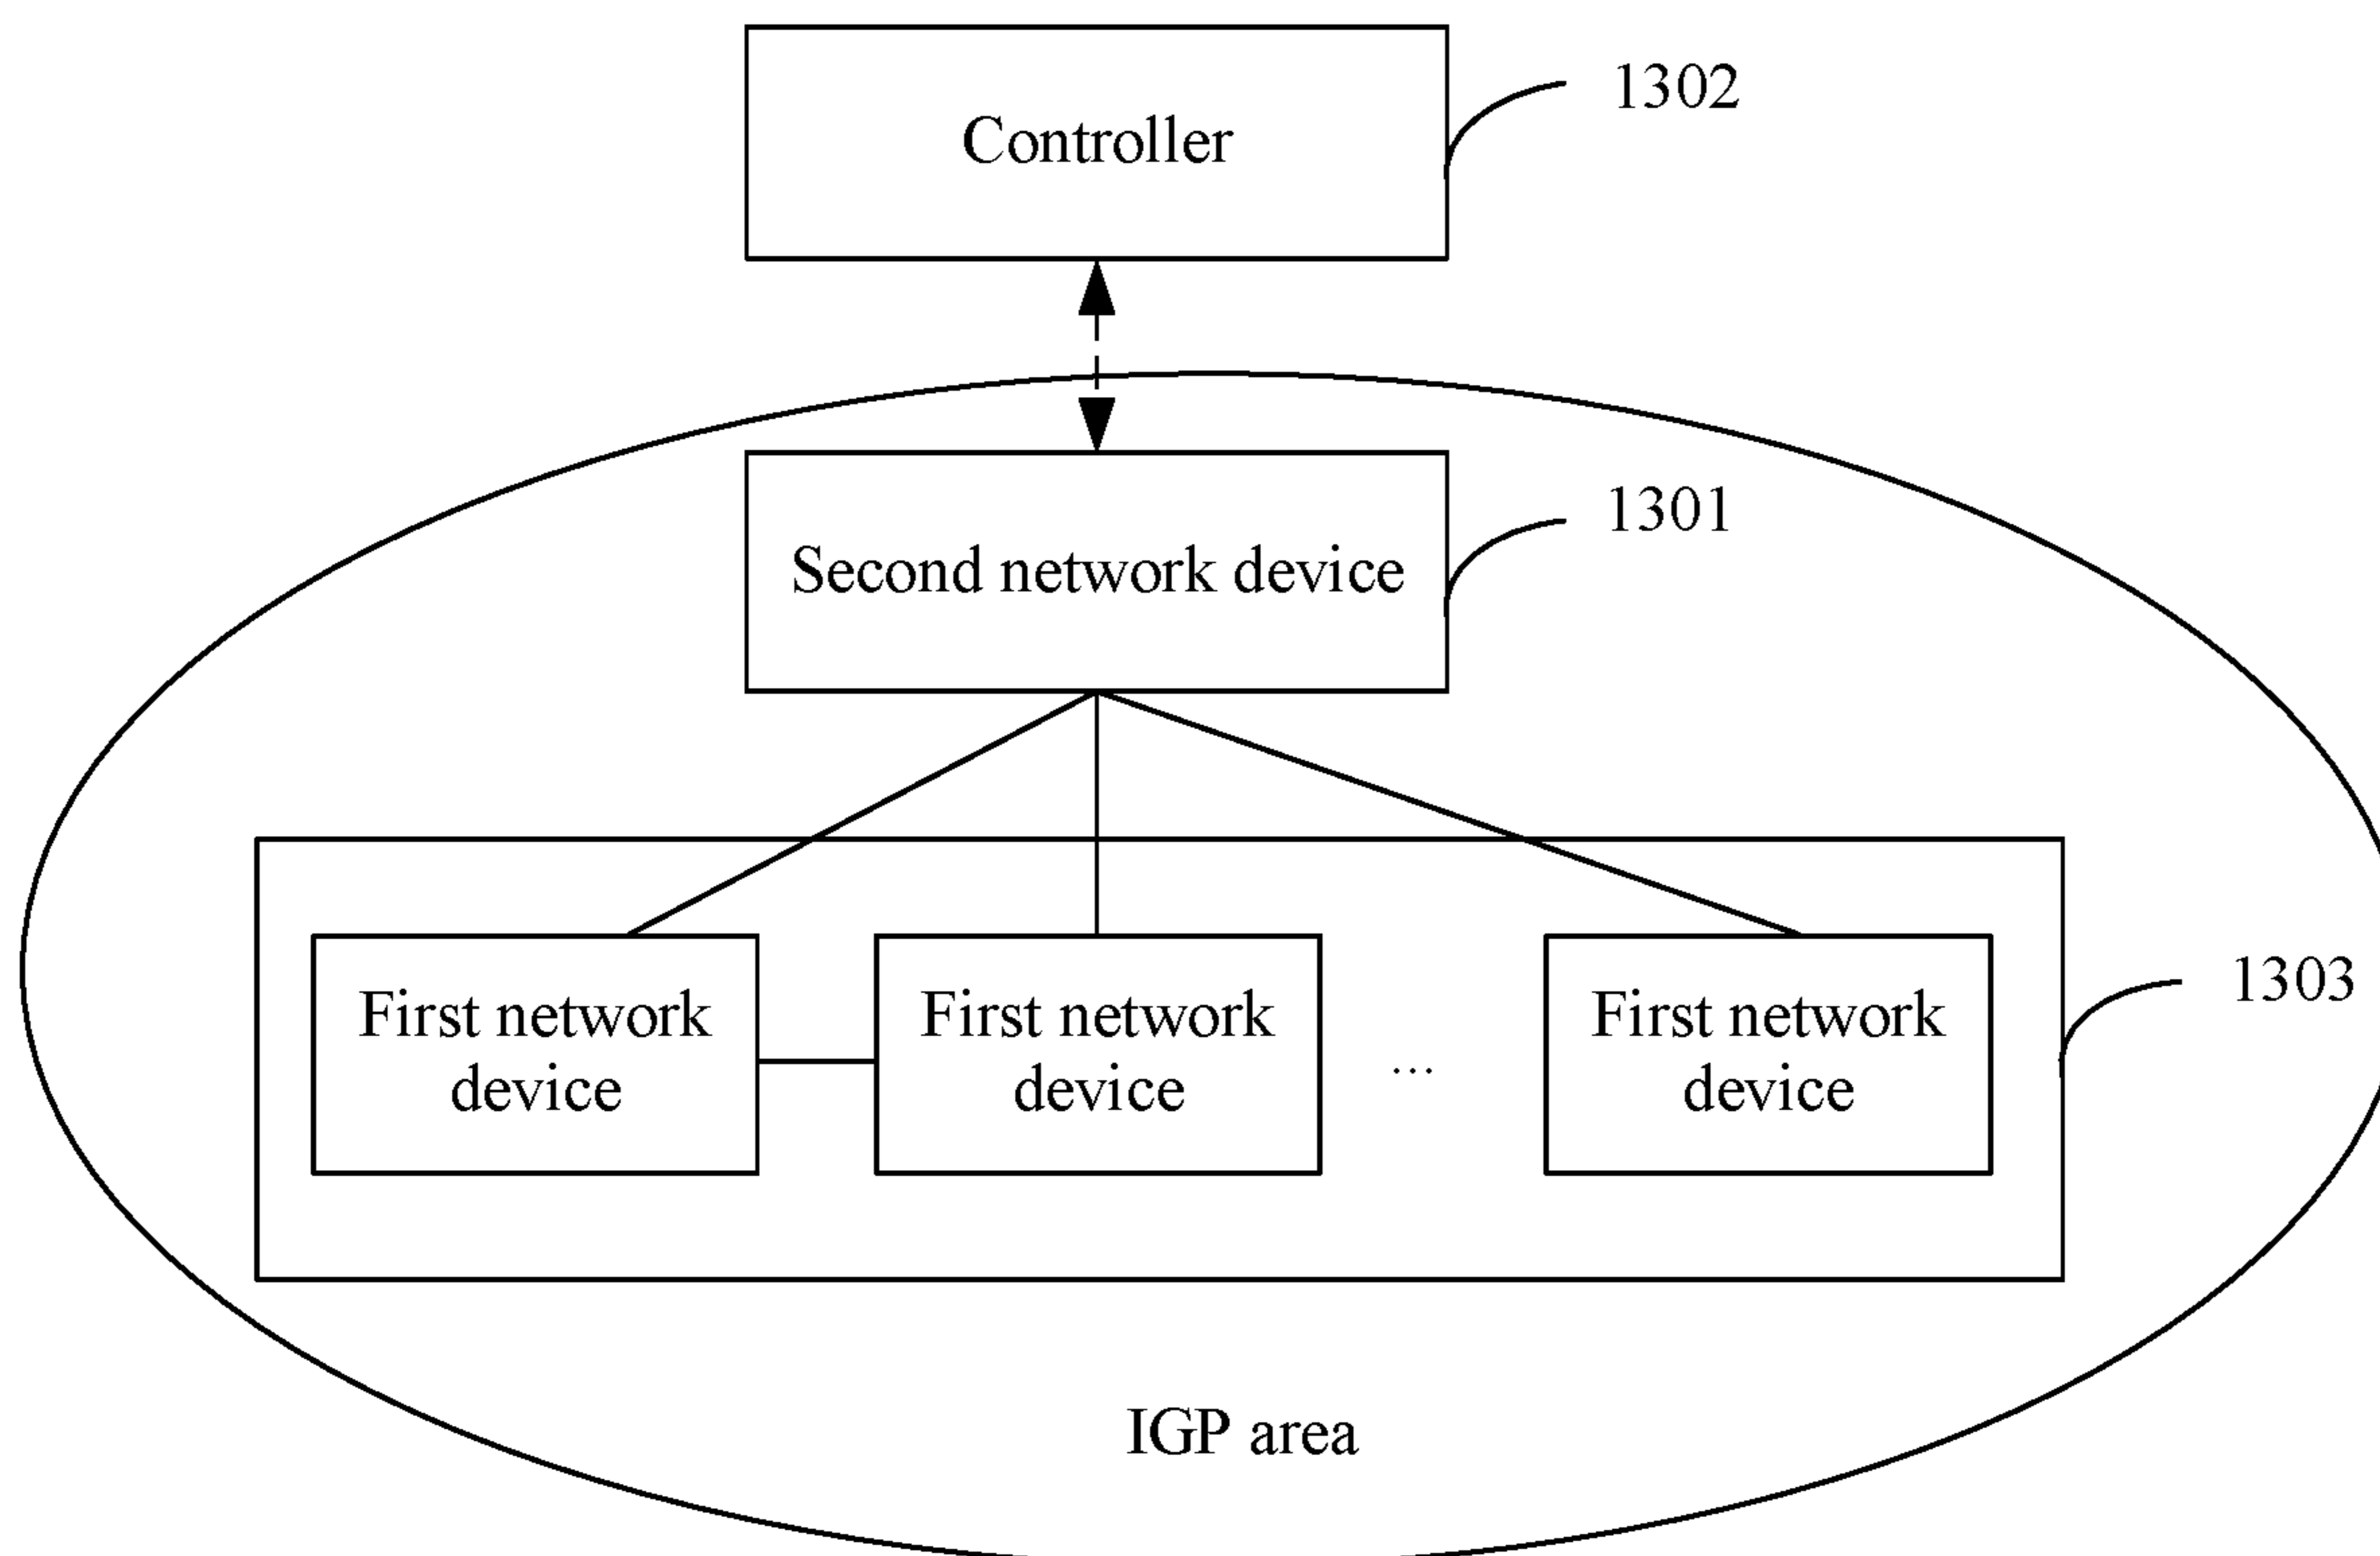 Controller
1302
Second network device
1301
First network
device
First network
device
...
First network
device
1303
IGP area